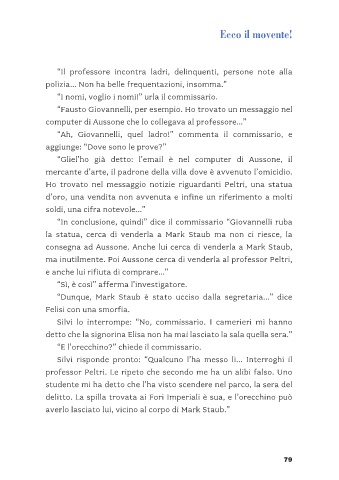 Ecco il movente!
“Il professore incontra ladri, delinquenti, persone note alla
polizia... Non ha belle frequentazioni, insomma.”
“I nomi, voglio i nomi!” urla il commissario.
“Fausto Giovannelli, per esempio. Ho trovato un messaggio nel
computer di Aussone che lo collegava al professore...”
“Ah, Giovannelli, quel ladro!” commenta il commissario, e
aggiunge: “Dove sono le prove?”
“Gliel'ho già detto: l'email è nel computer di Aussone, il
mercante d'arte, il padrone della villa dove è avvenuto l'omicidio.
Ho trovato nel messaggio notizie riguardanti Peltri, una statua
d'oro, una vendita non avvenuta e infine un riferimento a molti
soldi, una cifra notevole...”
“In conclusione, quindi” dice il commissario “Giovannelli ruba
la statua, cerca di venderla a Mark Staub ma non ci riesce, la
consegna ad Aussone. Anche lui cerca di venderla a Mark Staub,
ma inutilmente. Poi Aussone cerca di venderla al professor Peltri,
e anche lui rifiuta di comprare...”
“Sì, è così” afferma l'investigatore.
“Dunque, Mark Staub è stato ucciso dalla segretaria...” dice
Felisi con una smorfia.
Silvi lo interrompe: “No, commissario. I camerieri mi hanno
detto che la signorina Elisa non ha mai lasciato la sala quella sera.”
“E l'orecchino?” chiede il commissario.
Silvi risponde pronto: “Qualcuno l'ha messo lì... Interroghi il
professor Peltri. Le ripeto che secondo me ha un alibi falso. Uno
studente mi ha detto che l'ha visto scendere nel parco, la sera del
delitto. La spilla trovata ai Fori Imperiali è sua, e l'orecchino può
averlo lasciato lui, vicino al corpo di Mark Staub.”
79